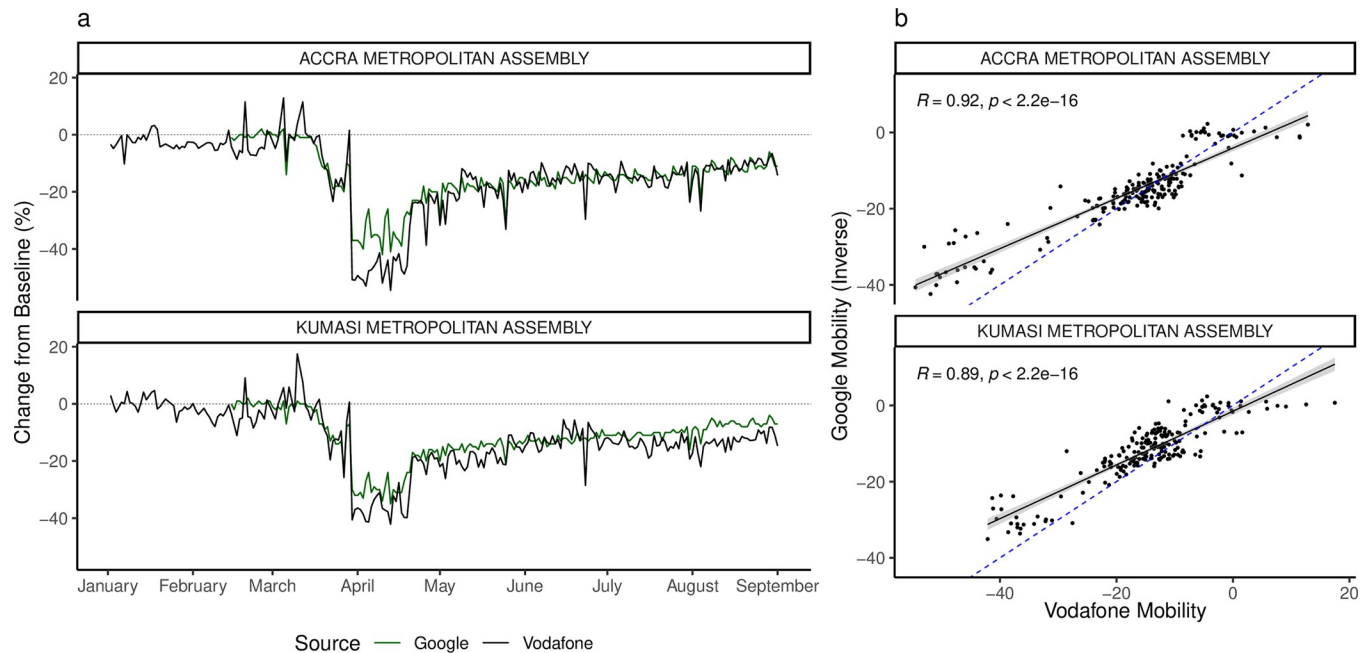 a
b
ACCRA METROPOLITAN ASSEMBLY
20
0
−20
−40
KUMASI METROPOLITAN ASSEMBLY
20
0
−20
−40
Change from Baseline (%)
January February March April May June July August September
Source Google Vodafone
ACCRA METROPOLITAN ASSEMBLY
R = 0.92, p < 2.2e−16
0
−20
−40
KUMASI METROPOLITAN ASSEMBLY
R = 0.89, p < 2.2e−16
0
−20
−40
Google Mobility (Inverse)
−40 −20 0 20
Vodafone Mobility